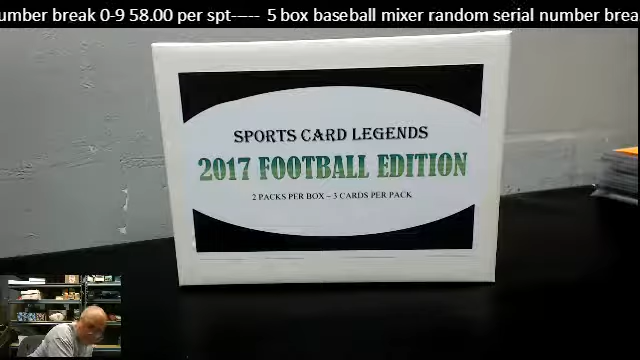 umber break 0-9 58.00 per spt----- 5 box baseball mixer random serial number brea
SPORTS CARD LEGENDS
2017 FOOTBALL EDITION
2 PACKS PER BOX – 3 CARDS PER PACK